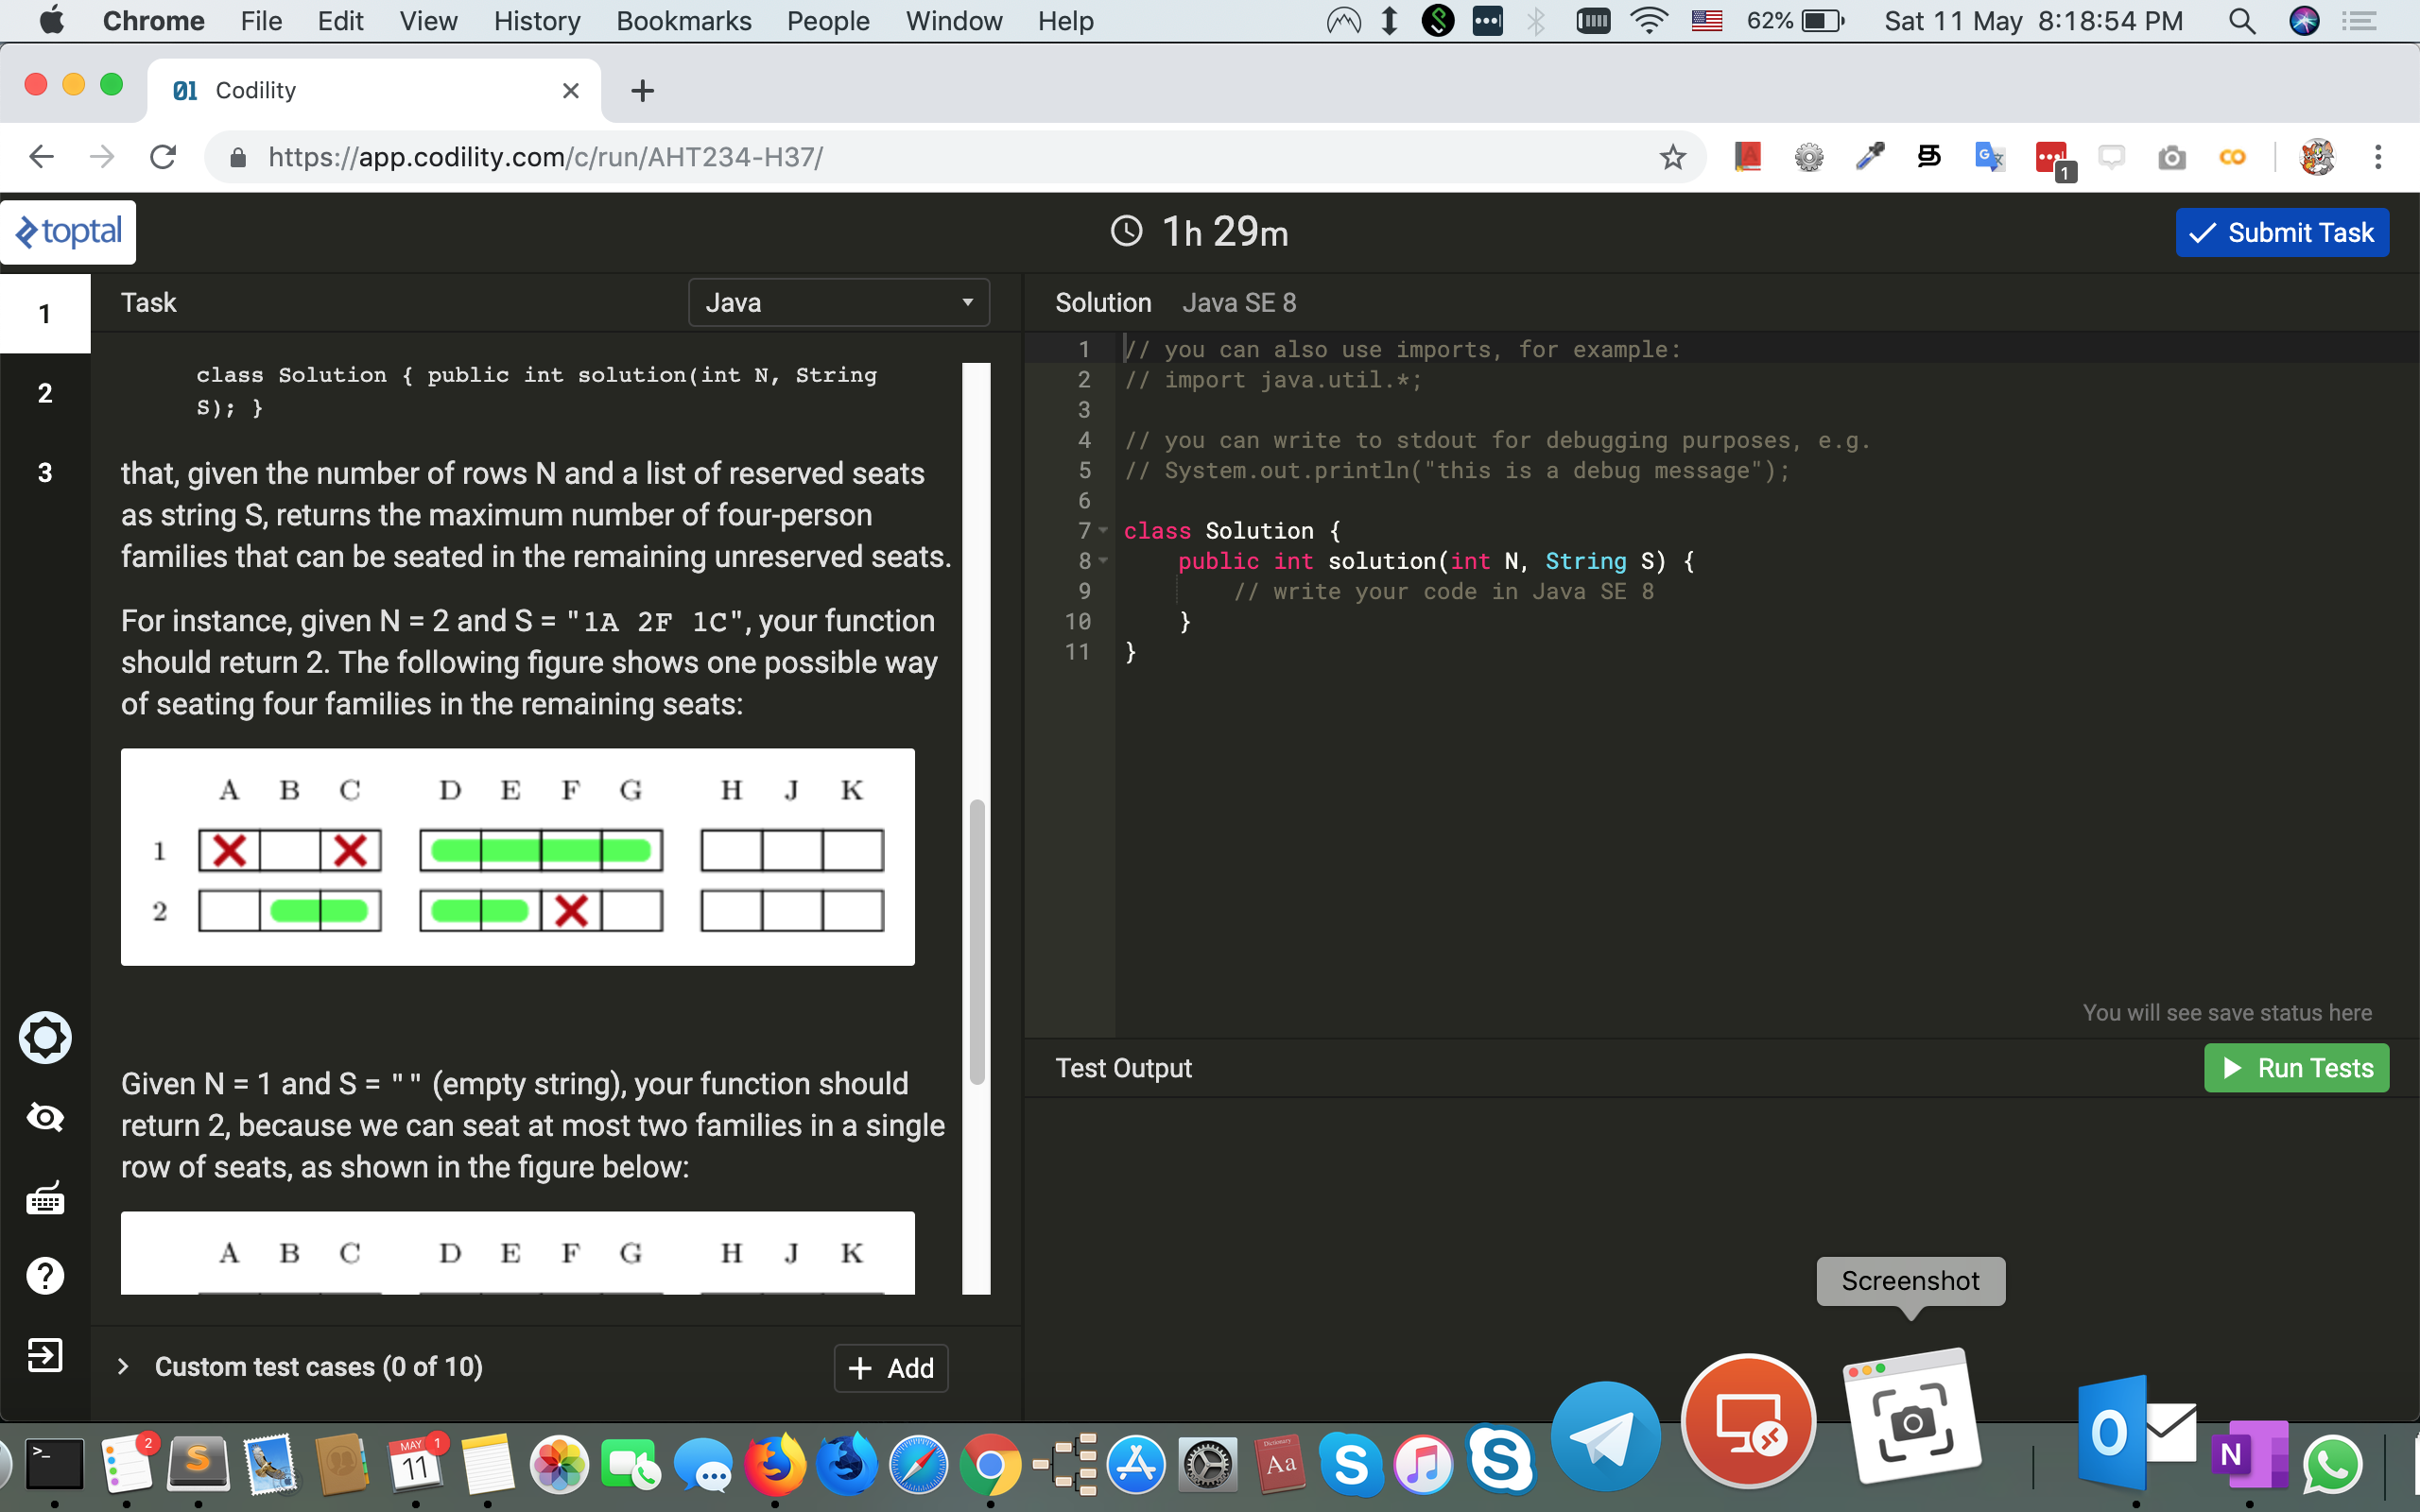 Chrome File Edit View History Bookmarks People Window Help 62% Sat 11 May 8:18:54 PM
01 Codility
https://app.codility.com/c/run/AHT234-H37/
1
toptal
1h 29m
Submit Task
1
2
3
Task
Java
class Solution { public int solution(int N, String
S); }
that, given the number of rows N and a list of reserved seats
as string S, returns the maximum number of four-person
families that can be seated in the remaining unreserved seats.
For instance, given N = 2 and S = "1A 2F 1C", your function
should return 2. The following figure shows one possible way
of seating four families in the remaining seats:
A B C D E F G H J K
1
2
Given N = 1 and S = "" (empty string), your function should
return 2, because we can seat at most two families in a single
row of seats, as shown in the figure below:
A B C D E F G H J K
Custom test cases (0 of 10)
+ Add
Solution Java SE 8
1 // you can also use imports, for example:
2 // import java.util.*;
3
4 // you can write to stdout for debugging purposes, e.g.
5 // System.out.println("this is a debug message");
6
7 class Solution {
8 public int solution(int N, String S) {
9 // write your code in Java SE 8
10 }
11 }
You will see save status here
Test Output
Run Tests
Screenshot
2
MAY 1
11
Dictionary
Aa